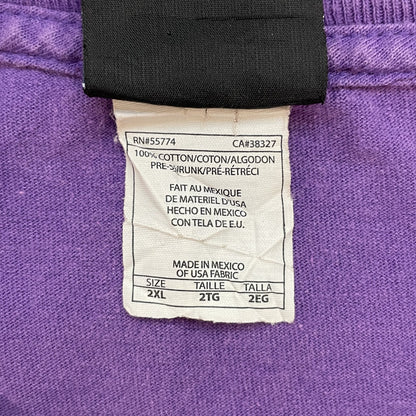 RN#55774 CA#38327
100% COTTON/COTON/ALGODON
PRE-SHRUNK/PRÉ-RÉTRÉCI
FAIT AU MEXIQUE
DE MATERIEL D'USA
HECHO EN MEXICO
CON TELA DE E.U.
MADE IN MEXICO
OF USA FABRIC
SIZE TAILLE TALLA
2XL 2TG 2EG